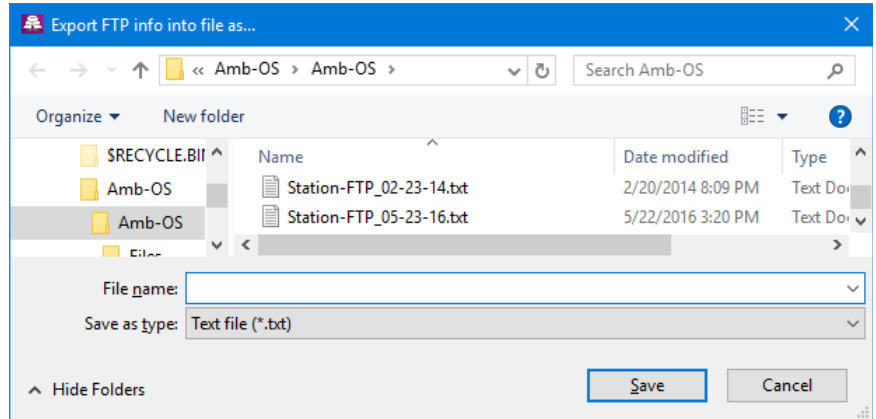 Export FTP info into file as...
« Amb-OS › Amb-OS ›
Search Amb-OS
Organize
New folder
$RECYCLE.BIN
Name
Date modified
Type
Amb-OS
Station-FTP_02-23-14.txt
2/20/2014 8:09 PM
Text Do
Amb-OS
Station-FTP_05-23-16.txt
5/22/2016 3:20 PM
Text Do
File name:
Save as type: Text file (*.txt)
Hide Folders
Save
Cancel